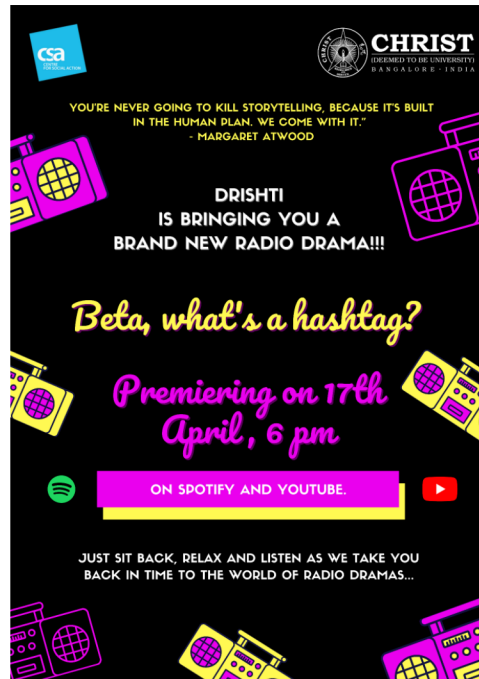 csa
CENTRE
FOR SOCIAL ACTION
CHRIST
(DEEMED TO BE UNIVERSITY)
BANGALORE · INDIA
YOU'RE NEVER GOING TO KILL STORYTELLING, BECAUSE IT'S BUILT
IN THE HUMAN PLAN. WE COME WITH IT."
- MARGARET ATWOOD
DRISHTI
IS BRINGING YOU A
BRAND NEW RADIO DRAMA!!!
Beta, what's a hashtag?
Premiering on 17th
April, 6 pm
ON SPOTIFY AND YOUTUBE.
JUST SIT BACK, RELAX AND LISTEN AS WE TAKE YOU
BACK IN TIME TO THE WORLD OF RADIO DRAMAS...